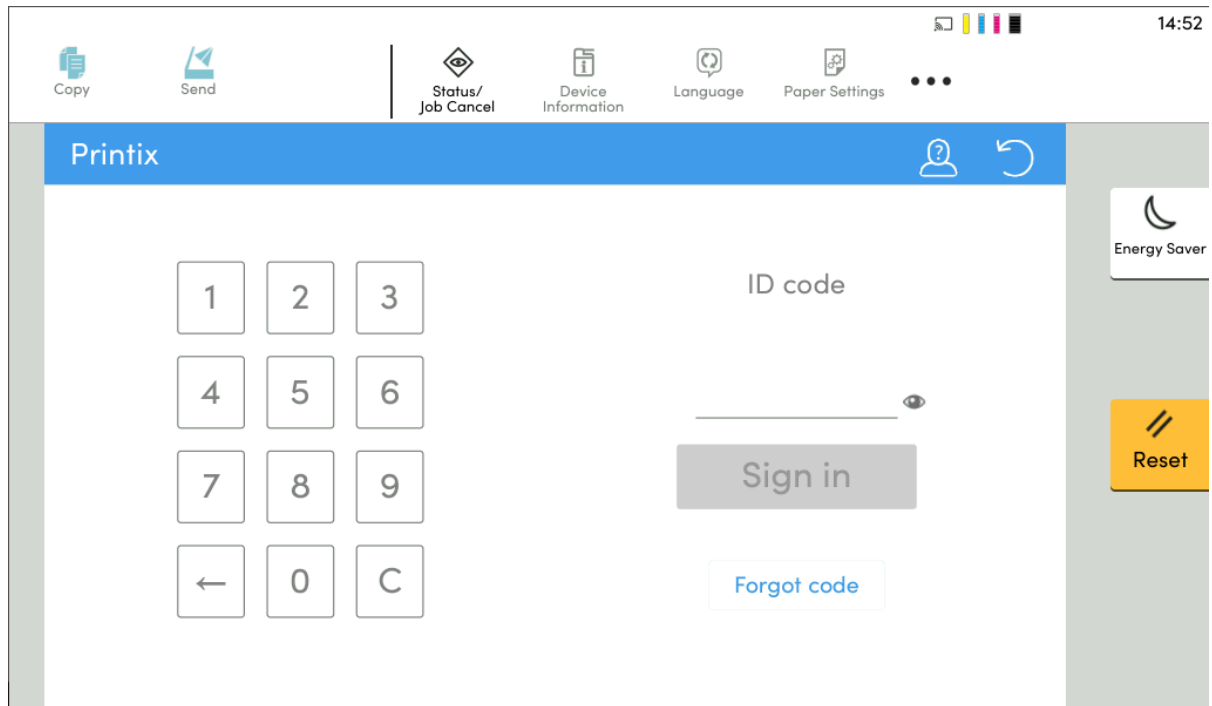 14:52
Copy
Send
Status/
Job Cancel
Device
Information
Language
Paper Settings
Printix
Energy Saver
1 2 3
ID code
4 5 6
Reset
7 8 9
Sign in
← 0 C
Forgot code